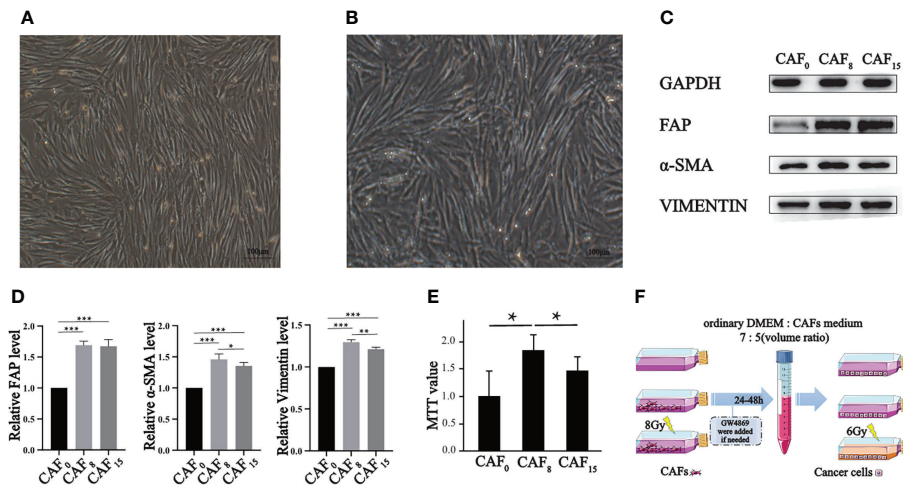 A
B
C
100μm
100μm
CAF0 CAF8 CAF15
GAPDH
FAP
α-SMA
VIMENTIN
D
Relative FAP level
2.0
1.5
1.0
0.5
0.0
***
***
CAF0
CAF8
CAF15
Relative α-SMA level
2.0
1.5
1.0
0.5
0.0
***
***
*
CAF0
CAF8
CAF15
Relative Vimentin level
1.5
1.0
0.5
0.0
***
***
**
CAF0
CAF8
CAF15
E
MTT value
2.0
1.5
1.0
0.5
0.0
*
*
CAF0
CAF8
CAF15
F
ordinary DMEM : CAFs medium
7 : 5(volume ratio)
24-48h
8Gy
GW4869
were added
if needed
6Gy
CAFs
Cancer cells